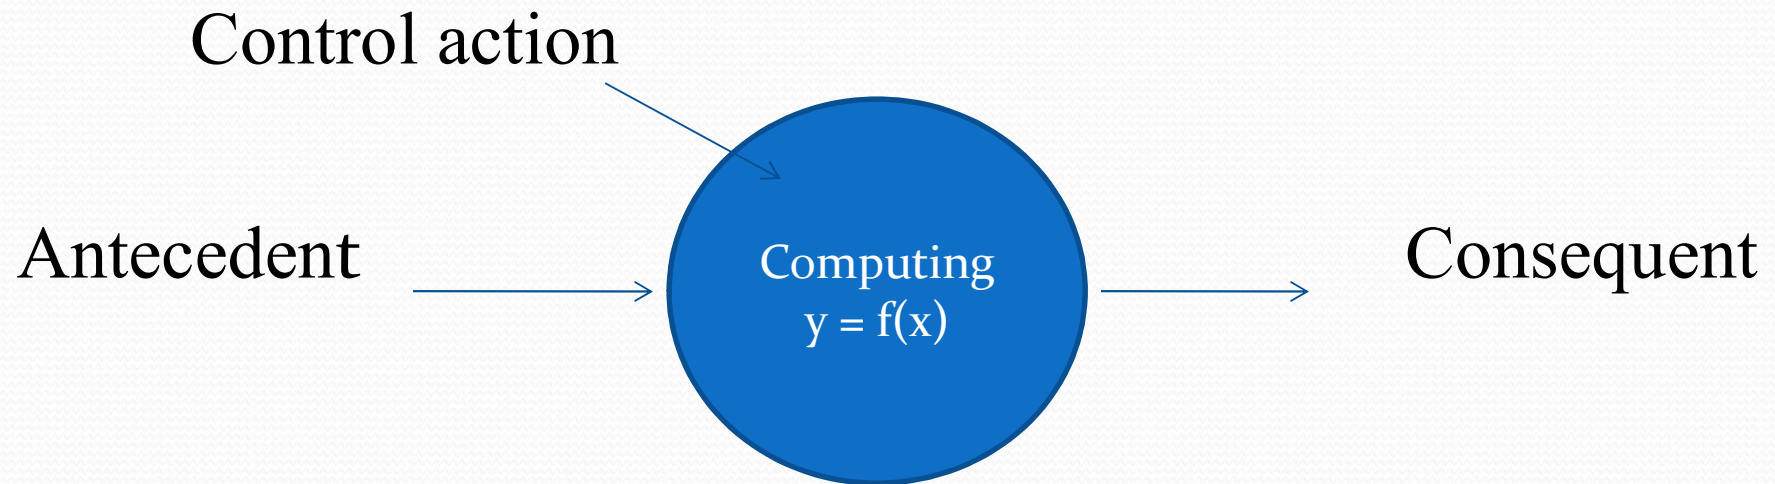 Control action
Antecedent
Computing
y = f(x)
Consequent